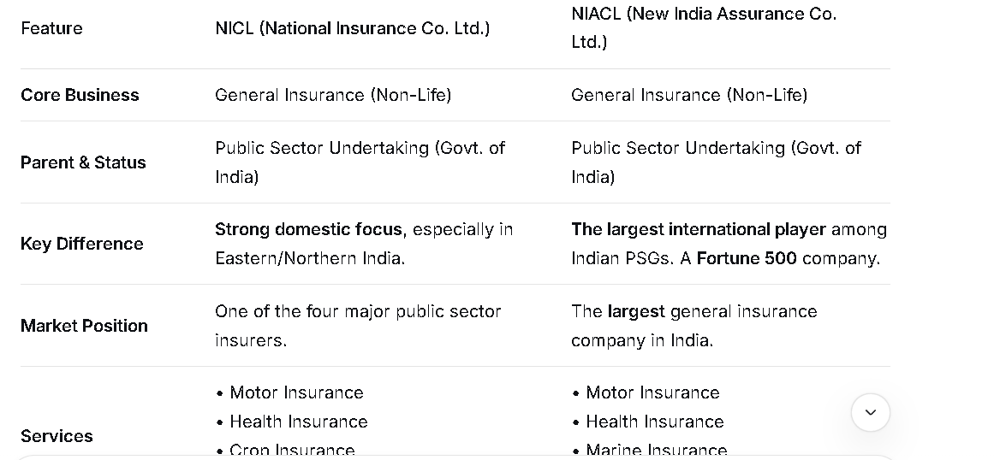 Feature
NICL (National Insurance Co. Ltd.)
NIACL (New India Assurance Co.
Ltd.)
Core Business
General Insurance (Non-Life)
General Insurance (Non-Life)
Parent & Status
Public Sector Undertaking (Govt. of
India)
Public Sector Undertaking (Govt. of
India)
Key Difference
Strong domestic focus, especially in
Eastern/Northern India.
The largest international player among
Indian PSGs. A Fortune 500 company.
Market Position
One of the four major public sector
insurers.
The largest general insurance
company in India.
Services
• Motor Insurance
• Health Insurance
• Crop Insurance
• Motor Insurance
• Health Insurance
• Marine Insurance